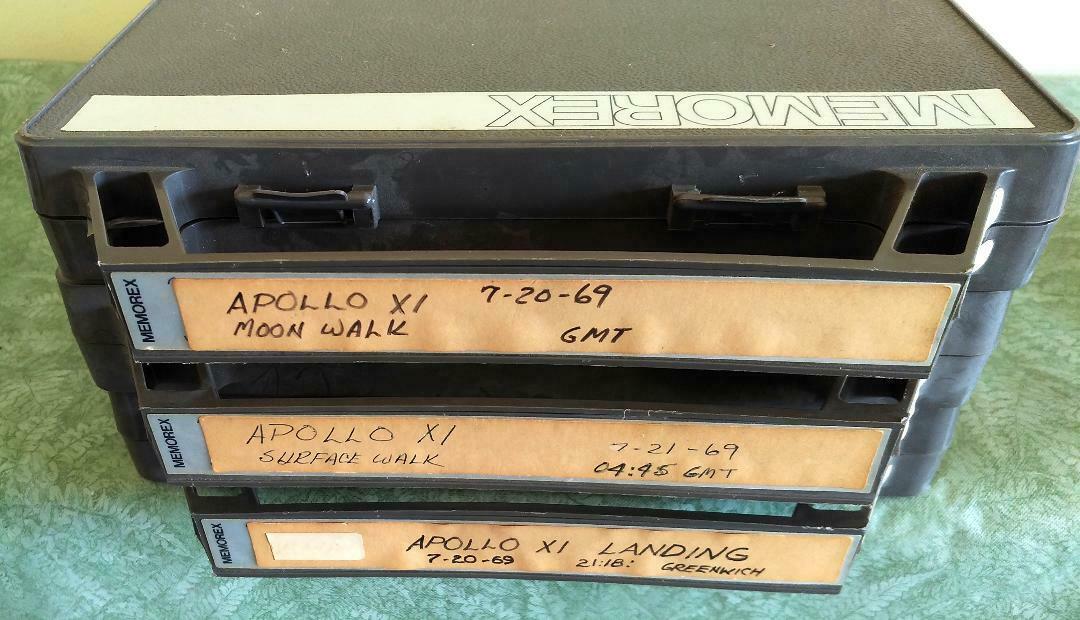 MEMOREX
MEMOREX
APOLLO XI 7-20-69
MOON WALK GMT
MEMOREX
APOLLO XI 7-21-69
SURFACE WALK 04:45 GMT
MEMOREX
APOLLO XI LANDING
7-20-69 21:18: GREENWICH